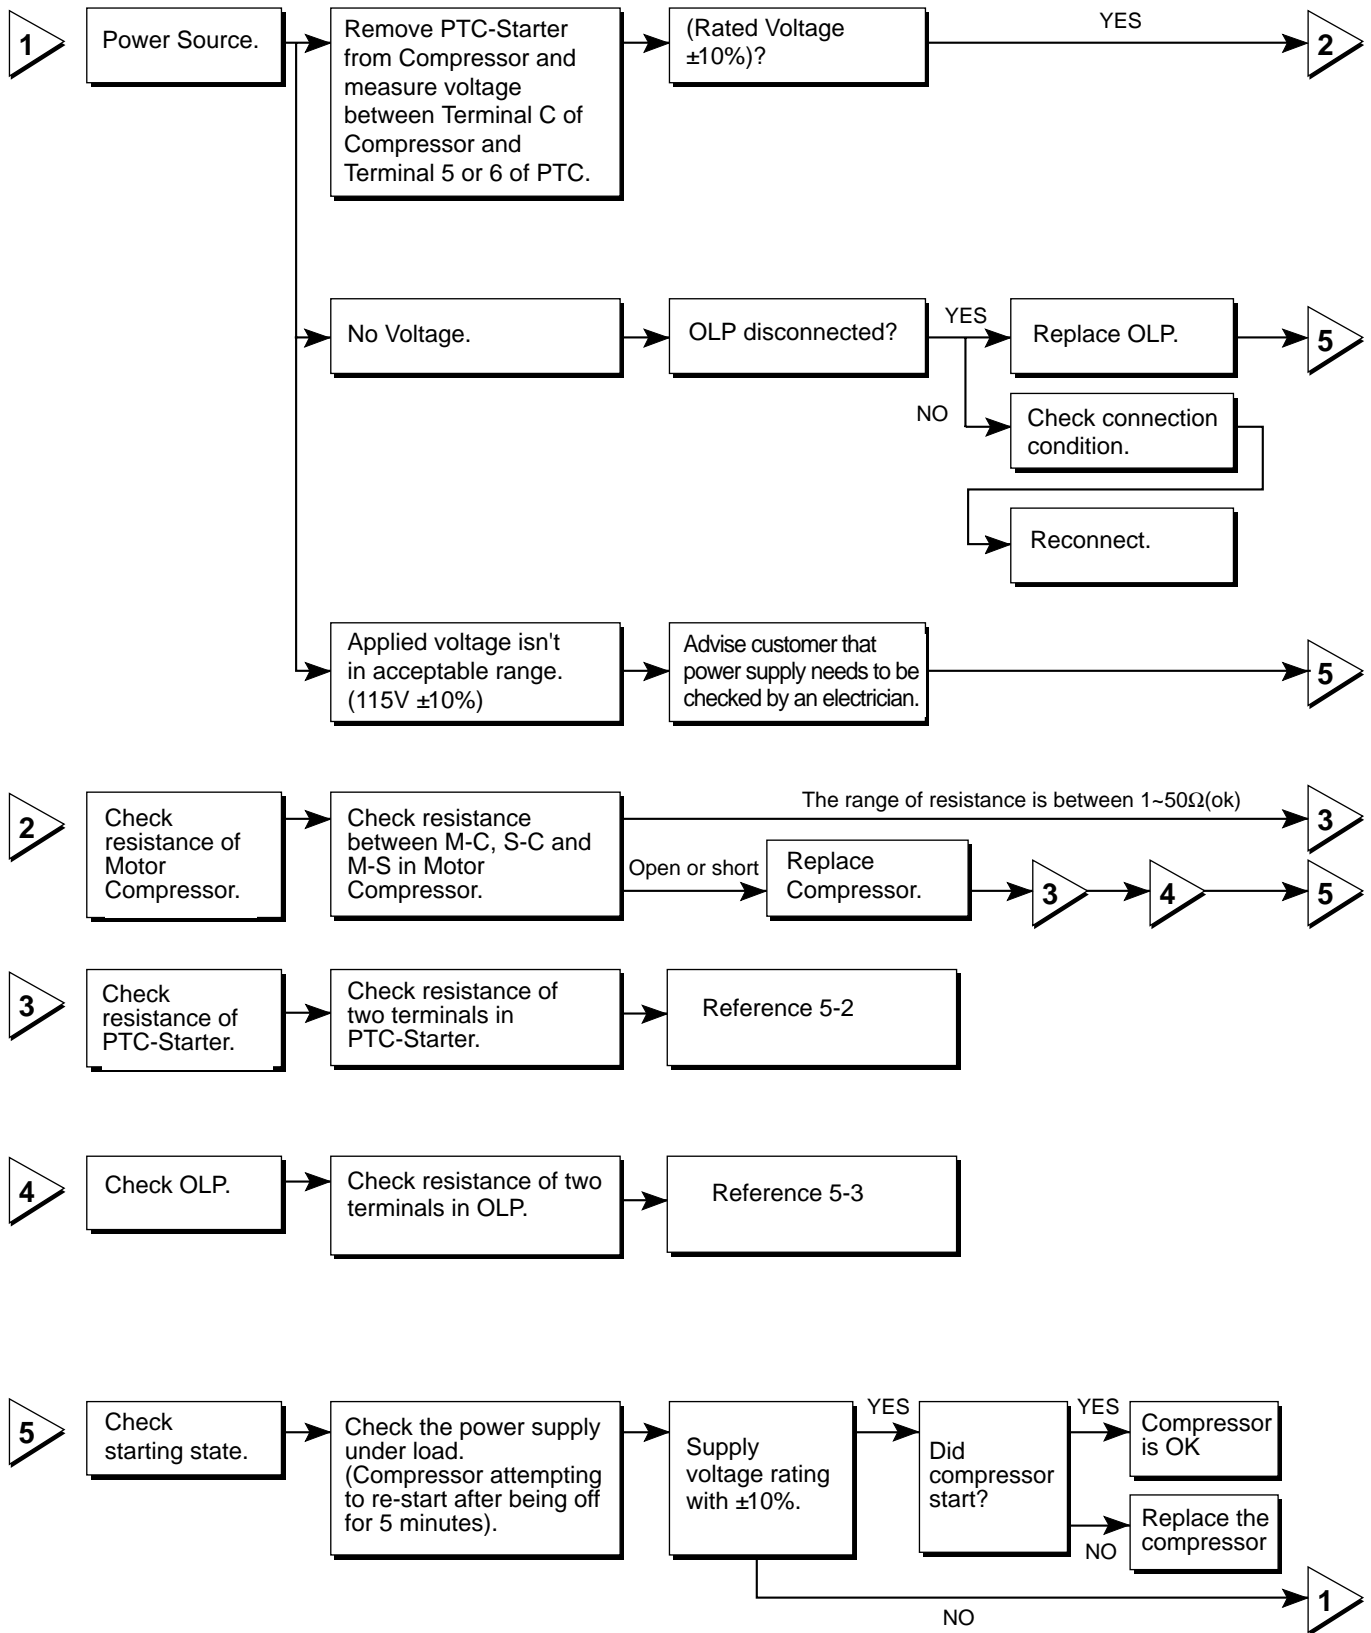 1
Power Source.
Remove PTC-Starter
from Compressor and
measure voltage
between Terminal C of
Compressor and
Terminal 5 or 6 of PTC.
(Rated Voltage
±10%)?
YES
2
No Voltage.
OLP disconnected?
YES
Replace OLP.
5
NO
Check connection
condition.
Reconnect.
Applied voltage isn't
in acceptable range.
(115V ±10%)
Advise customer that
power supply needs to be
checked by an electrician.
5
2
Check
resistance of
Motor
Compressor.
Check resistance
between M-C, S-C and
M-S in Motor
Compressor.
The range of resistance is between 1~50Ω(ok)
3
Open or short
Replace
Compressor.
3
4
5
3
Check
resistance of
PTC-Starter.
Check resistance of
two terminals in
PTC-Starter.
Reference 5-2
4
Check OLP.
Check resistance of two
terminals in OLP.
Reference 5-3
5
Check
starting state.
Check the power supply
under load.
(Compressor attempting
to re-start after being off
for 5 minutes).
Supply
voltage rating
with ±10%.
YES
Did
compressor
start?
YES
Compressor
is OK
NO
Replace the
compressor
NO
1